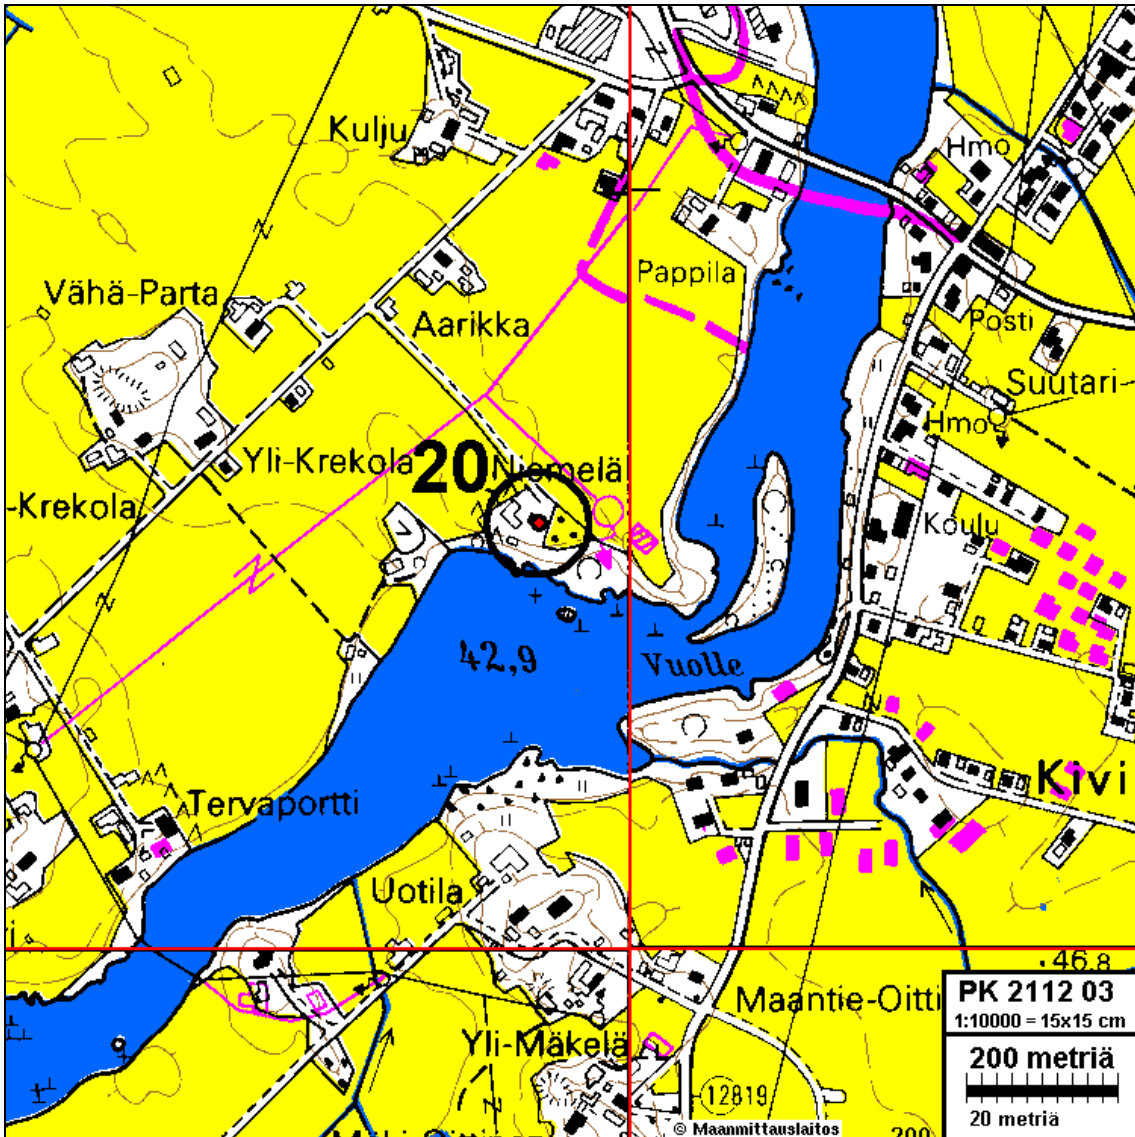 Kulju
Hmo
Pappila
Vähä-Parta
Aarikka
Posti
Suutari-
Hmo
Yli-Krekola
20
Niomelä
-Krekola
Koulu
42,9
Vuolle
Kivi
Tervaportti
Uotila
46.8
Maantie-Oitti
PK 2112 03
1:10000 = 15x15 cm
Yli-Mäkelä
200 metriä
20 metriä
12819
© Maanmittauslaitos
200